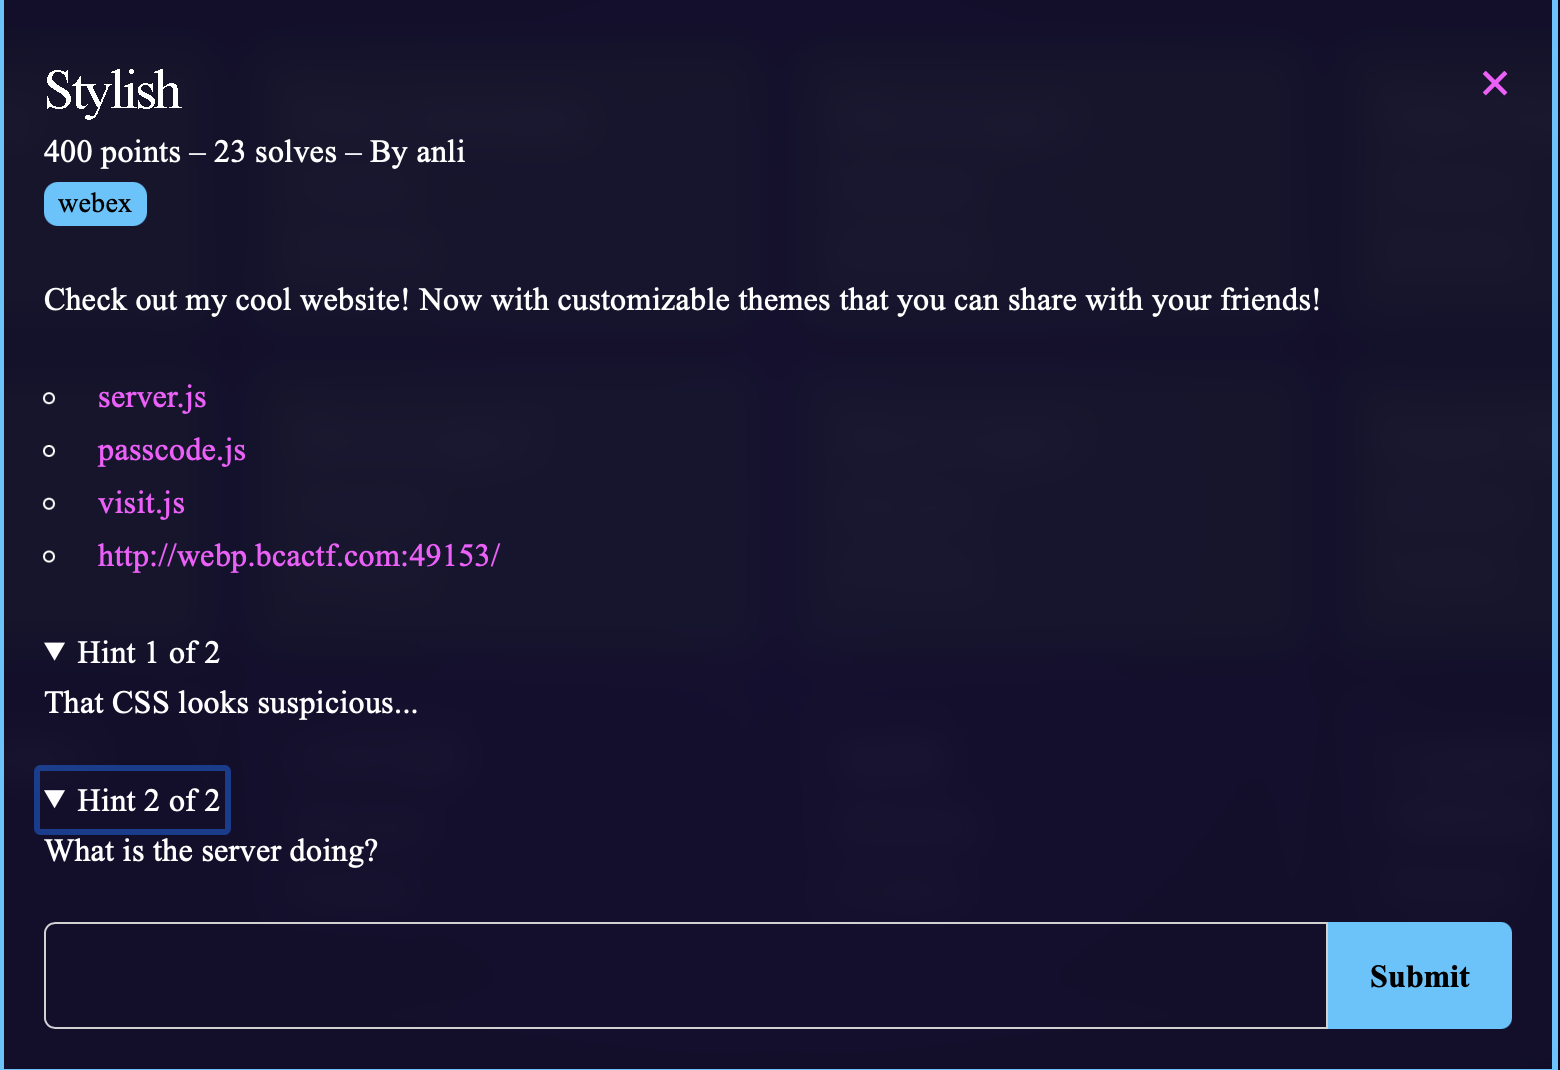 Stylish
400 points – 23 solves – By anli
webex
Check out my cool website! Now with customizable themes that you can share with your friends!
server.js
passcode.js
visit.js
http://webp.bcactf.com:49153/
Hint 1 of 2
That CSS looks suspicious...
Hint 2 of 2
What is the server doing?
Submit